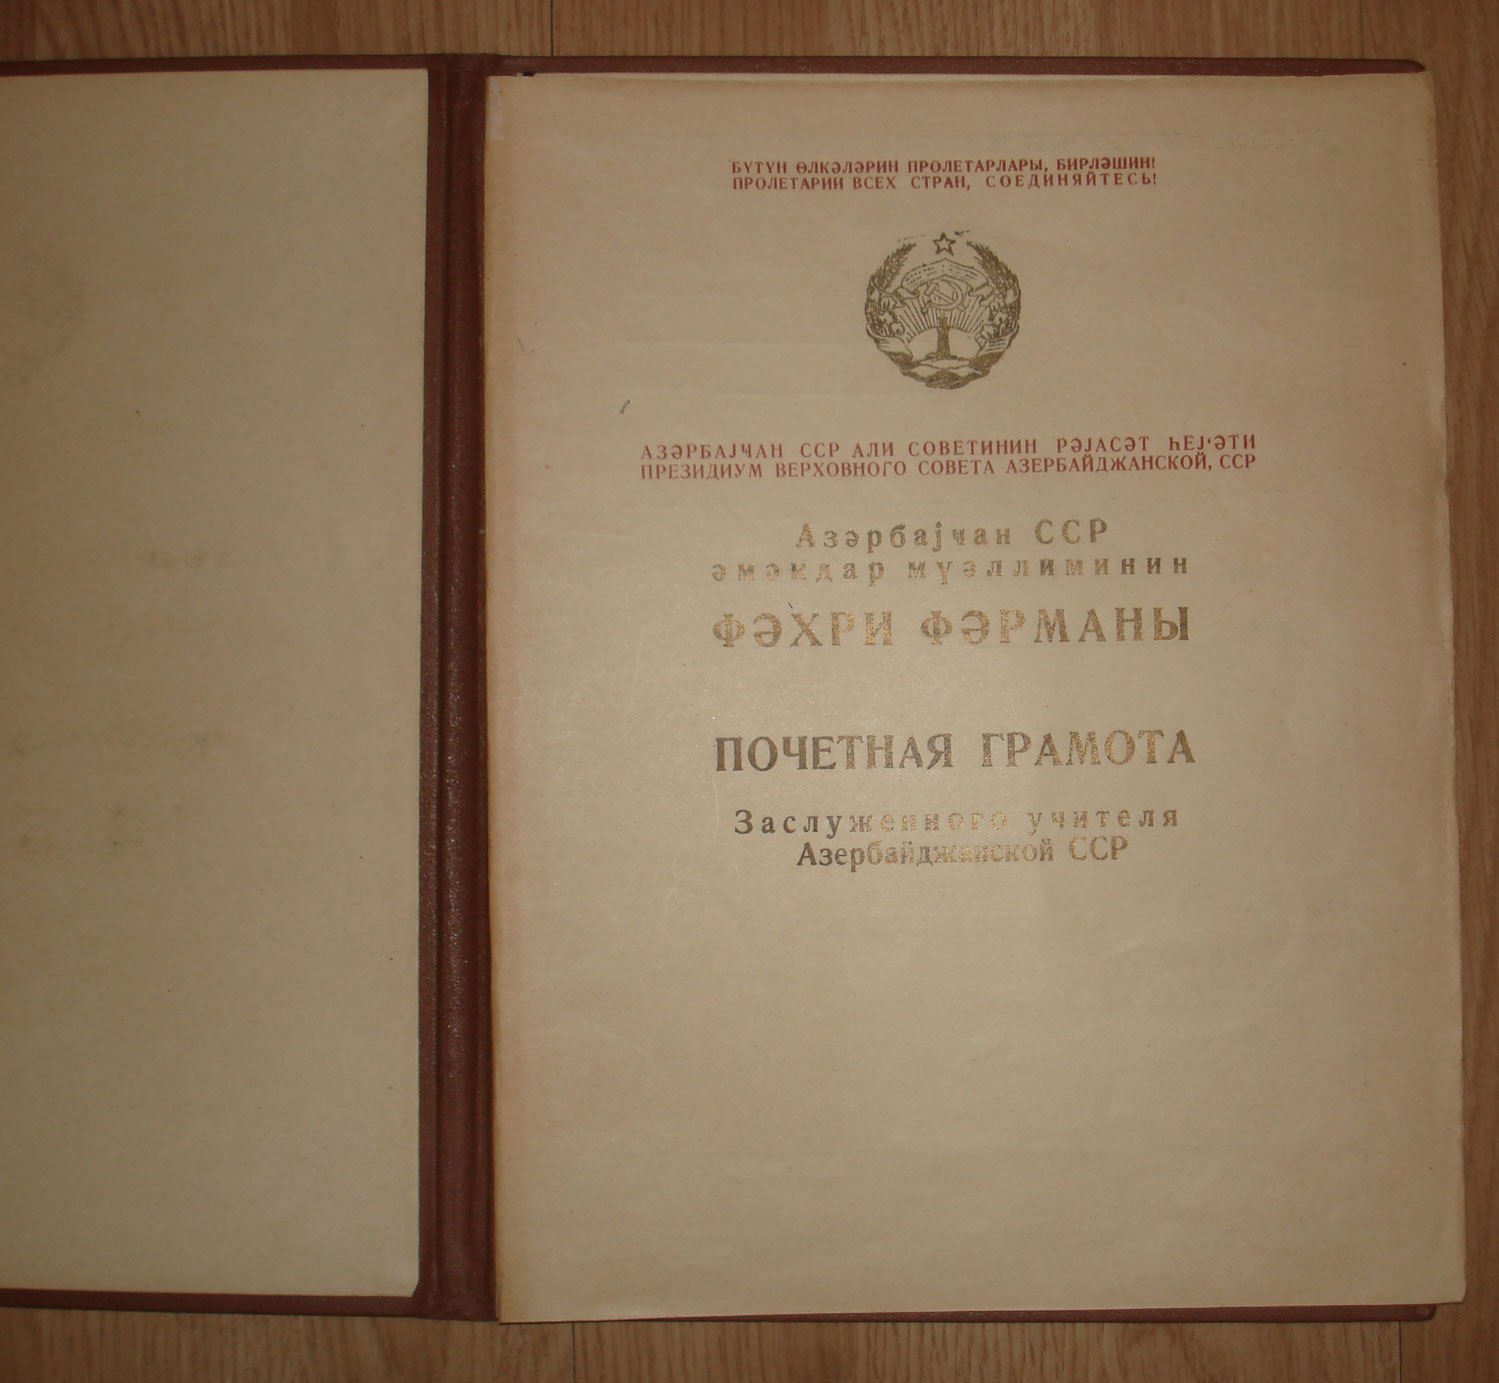 БҮТҮН ӨЛКӘЛӘРИН ПРОЛЕТАРЛАРЫ, БИРЛӘШИН!
ПРОЛЕТАРИИ ВСЕХ СТРАН, СОЕДИНЯЙТЕСЬ!
АЗӘРБАЈЧАН ССР АЛИ СОВЕТИНИН РӘЈАСӘТ ҺЕЈ'ӘТИ
ПРЕЗИДИУМ ВЕРХОВНОГО СОВЕТА АЗЕРБАЙДЖАНСКОЙ, ССР
Азәрбајчан ССР
әмәкдар мүәллиминин
ФӘХРИ ФӘРМАНЫ
ПОЧЕТНАЯ ГРАМОТА
Заслуженного учителя
Азербайджанской ССР